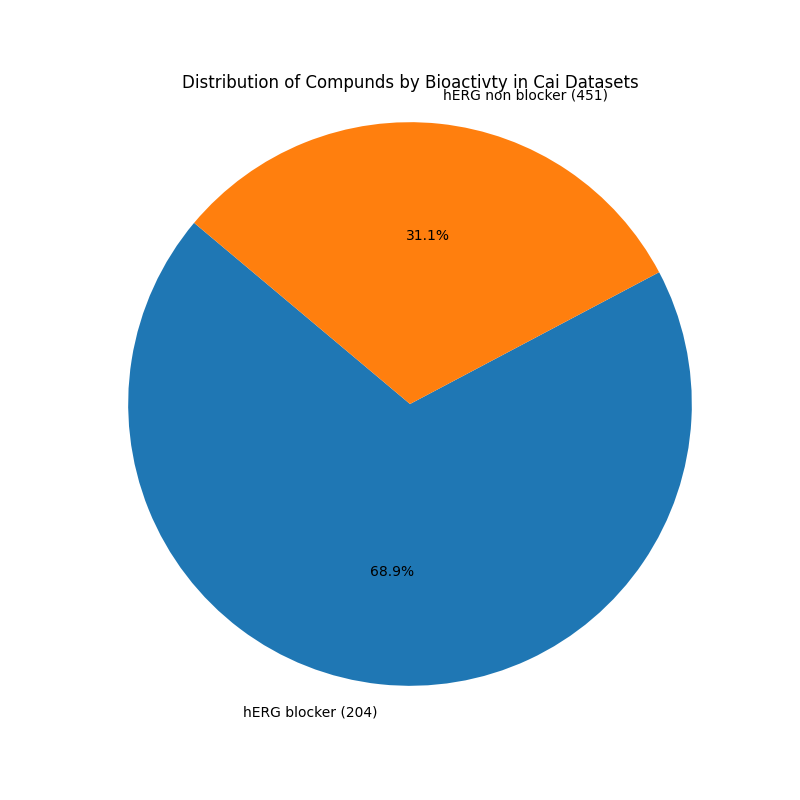 Distribution of Compunds by Bioactivty in Cai Datasets
hERG non blocker (451)
31.1%
68.9%
hERG blocker (204)